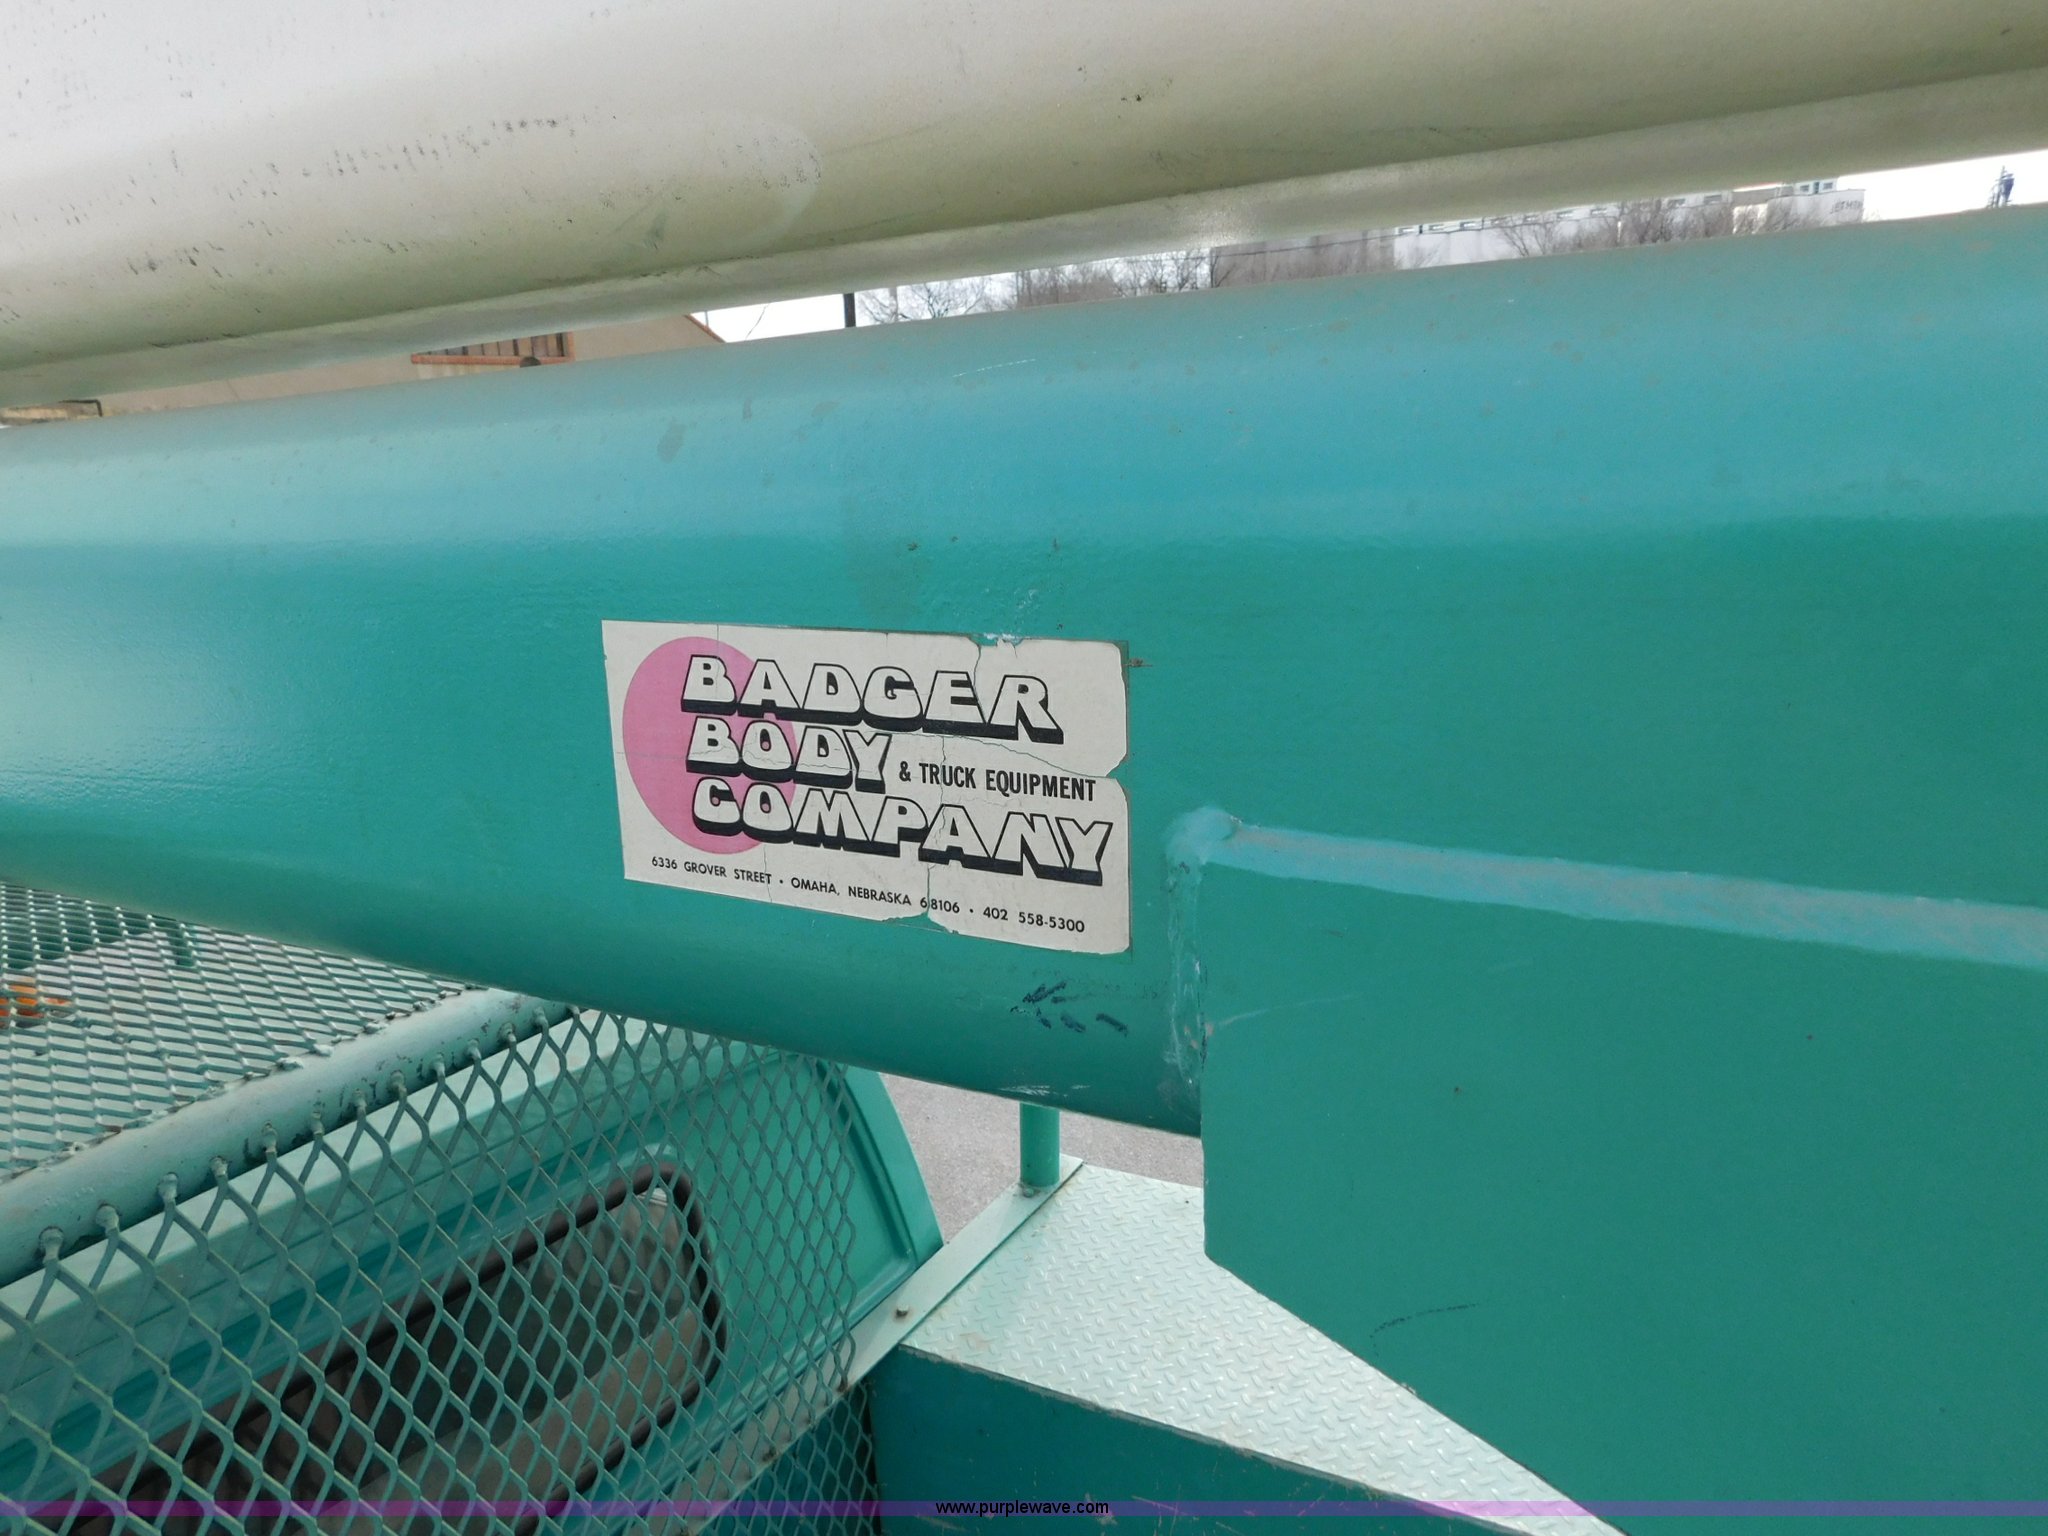 BADGER
BODY & TRUCK EQUIPMENT
COMPANY
6336 GROVER STREET • OMAHA, NEBRASKA 68106 • 402 558-5300
www.purplewave.com